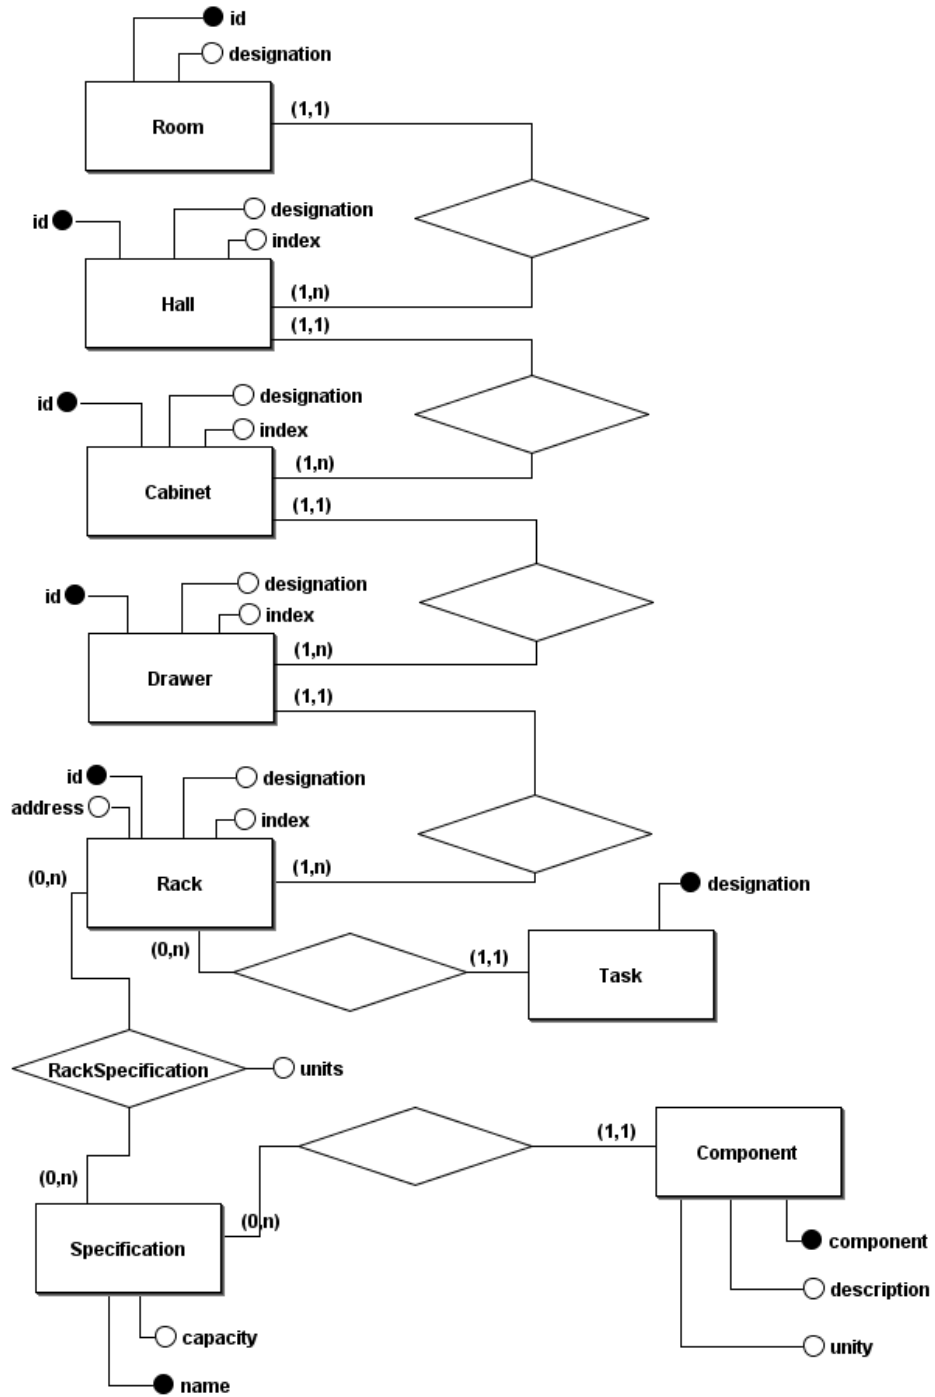 id
designation
(1,1)
Room
designation
id
index
Hall
(1,n)
(1,1)
designation
id
index
(1,n)
Cabinet
(1,1)
designation
id
index
(1,n)
Drawer
(1,1)
id
designation
address
index
(1,n)
(0,n)
Rack
designation
(0,n)
(1,1)
Task
RackSpecification
units
(1,1)
Component
(0,n)
(0,n)
Specification
component
description
capacity
unity
name